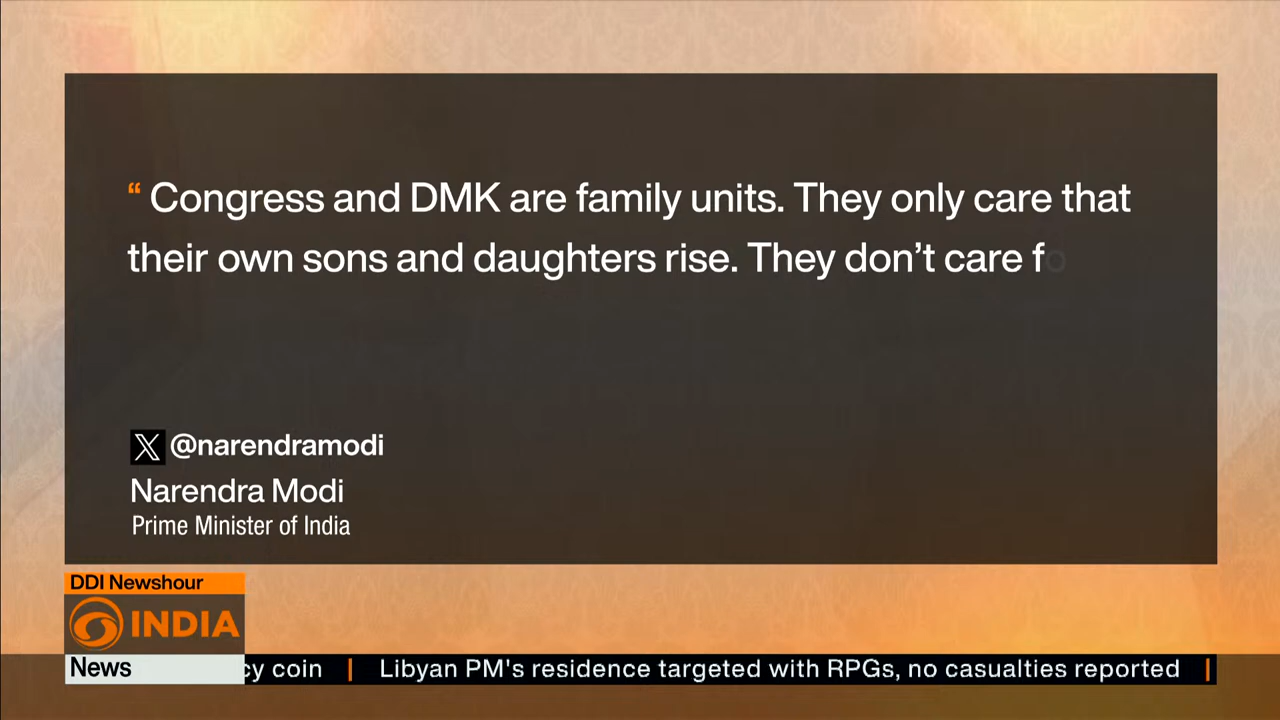 “ Congress and DMK are family units. They only care that
their own sons and daughters rise. They don’t care f
@narendramodi
Narendra Modi
Prime Minister of India
DDI Newshour
INDIA
News
cy coin | Libyan PM's residence targeted with RPGs, no casualties reported |